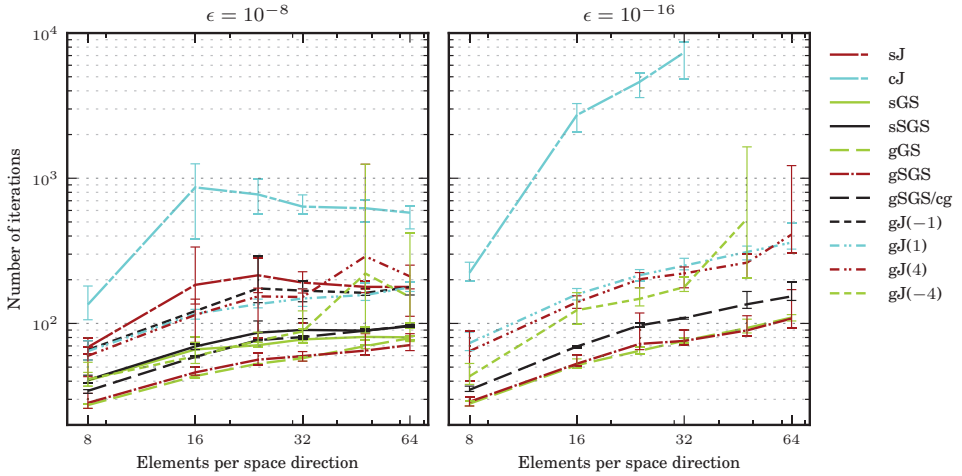 ϵ = 10^−8
ϵ = 10^−16
Number of iterations
10^4
10^3
10^2
8 16 32 64
8 16 32 64
Elements per space direction
Elements per space direction
sJ
cJ
sGS
sSGS
gGS
gSGS
gSGS/cg
gJ(−1)
gJ(1)
gJ(4)
gJ(−4)